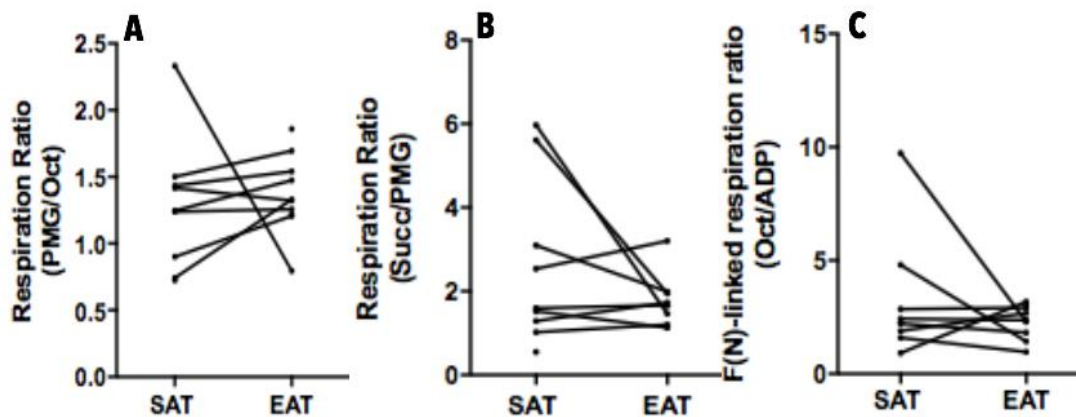 A
Respiration Ratio
(PMG/Oct)
2.5
2.0
1.5
1.0
0.5
0.0
SAT EAT
B
Respiration Ratio
(Succ/PMG)
8
6
4
2
0
SAT EAT
C
F(N)-linked respiration ratio
(Oct/ADP)
15
10
5
0
SAT EAT